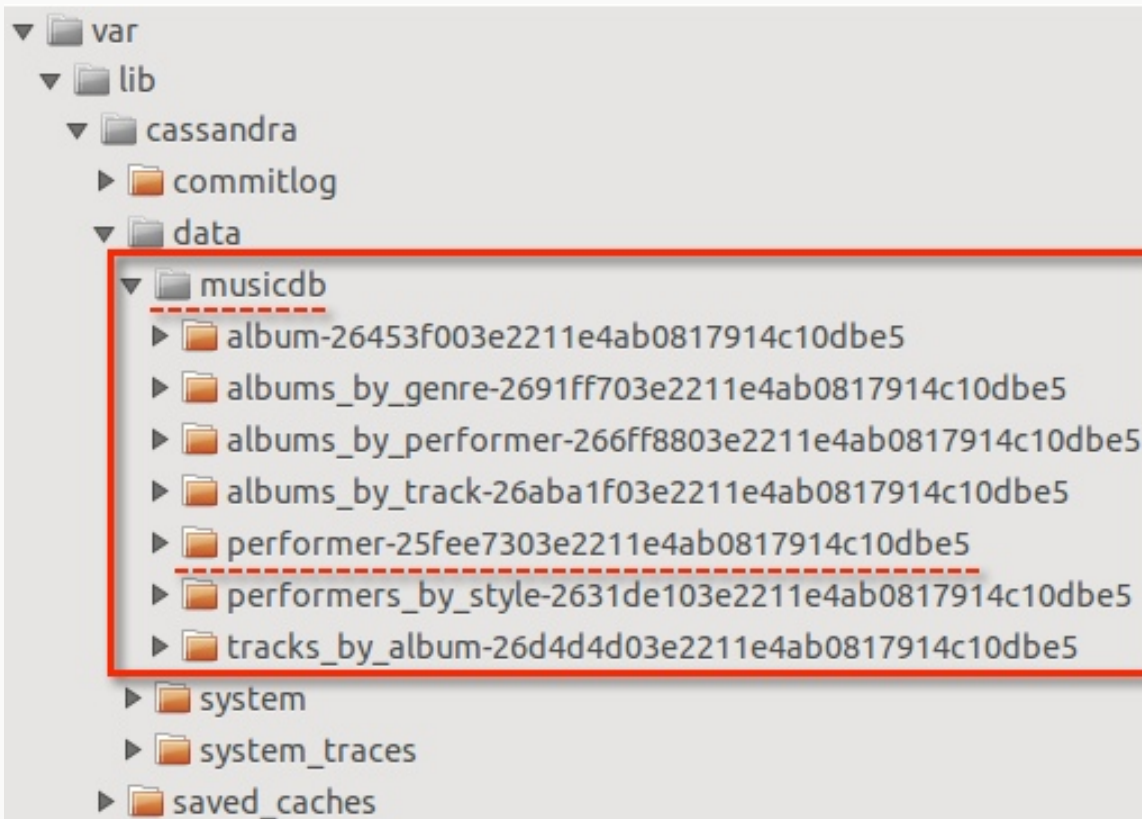 var
lib
cassandra
commitlog
data
musicdb
album-26453f003e2211e4ab0817914c10dbe5
albums_by_genre-2691ff703e2211e4ab0817914c10dbe5
albums_by_performer-266ff8803e2211e4ab0817914c10dbe5
albums_by_track-26aba1f03e2211e4ab0817914c10dbe5
performer-25fee7303e2211e4ab0817914c10dbe5
performers_by_style-2631de103e2211e4ab0817914c10dbe5
tracks_by_album-26d4d4d03e2211e4ab0817914c10dbe5
system
system_traces
saved_caches